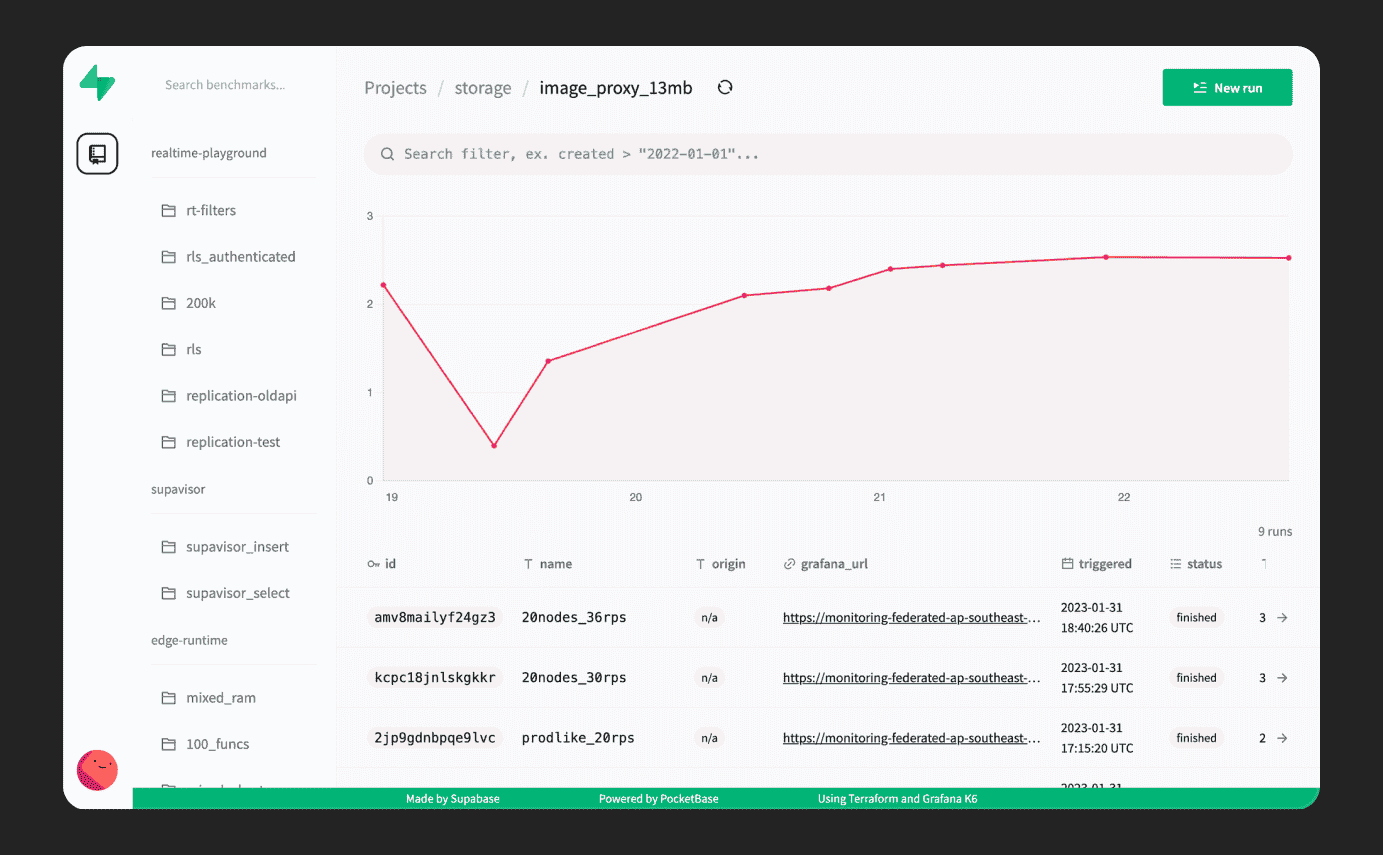 Search benchmarks...
realtime-playground
rt-filters
rls_authenticated
200k
rls
replication-oldapi
replication-test
supavisor
supavisor_insert
supavisor_select
edge-runtime
mixed_ram
100_funcs
Projects / storage / image_proxy_13mb
New run
Search filter, ex. created > "2022-01-01"...
3
2
1
0
19 20 21 22
9 runs
id name origin grafana_url triggered status
amv8mailyf24gz3 20nodes_36rps n/a https://monitoring-federated-ap-southeast-... 2023-01-31 finished 3
18:40:26 UTC
kcpc18jnlskgkkr 20nodes_30rps n/a https://monitoring-federated-ap-southeast-... 2023-01-31 finished 3
17:55:29 UTC
2jp9gdnbpqe9lvc prodlike_20rps n/a https://monitoring-federated-ap-southeast-... 2023-01-31 finished 2
17:15:20 UTC
2023-01-31
Made by Supabase Powered by PocketBase Using Terraform and Grafana K6